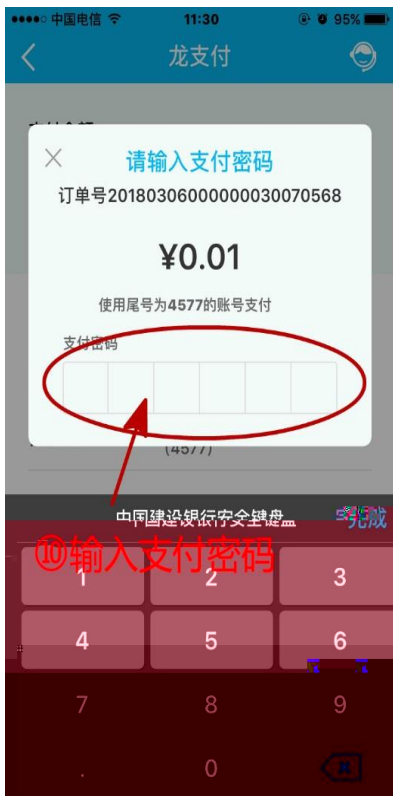 中国电信 11:30 95%
龙支付
请输入支付密码
订单号20180306000000030070568
¥0.01
使用尾号为4577的账号支付
支付密码
(4577)
中国建设银行安全键盘 完成
⑩输入支付密码
1 2 3
4 5 6
7 8 9
. 0